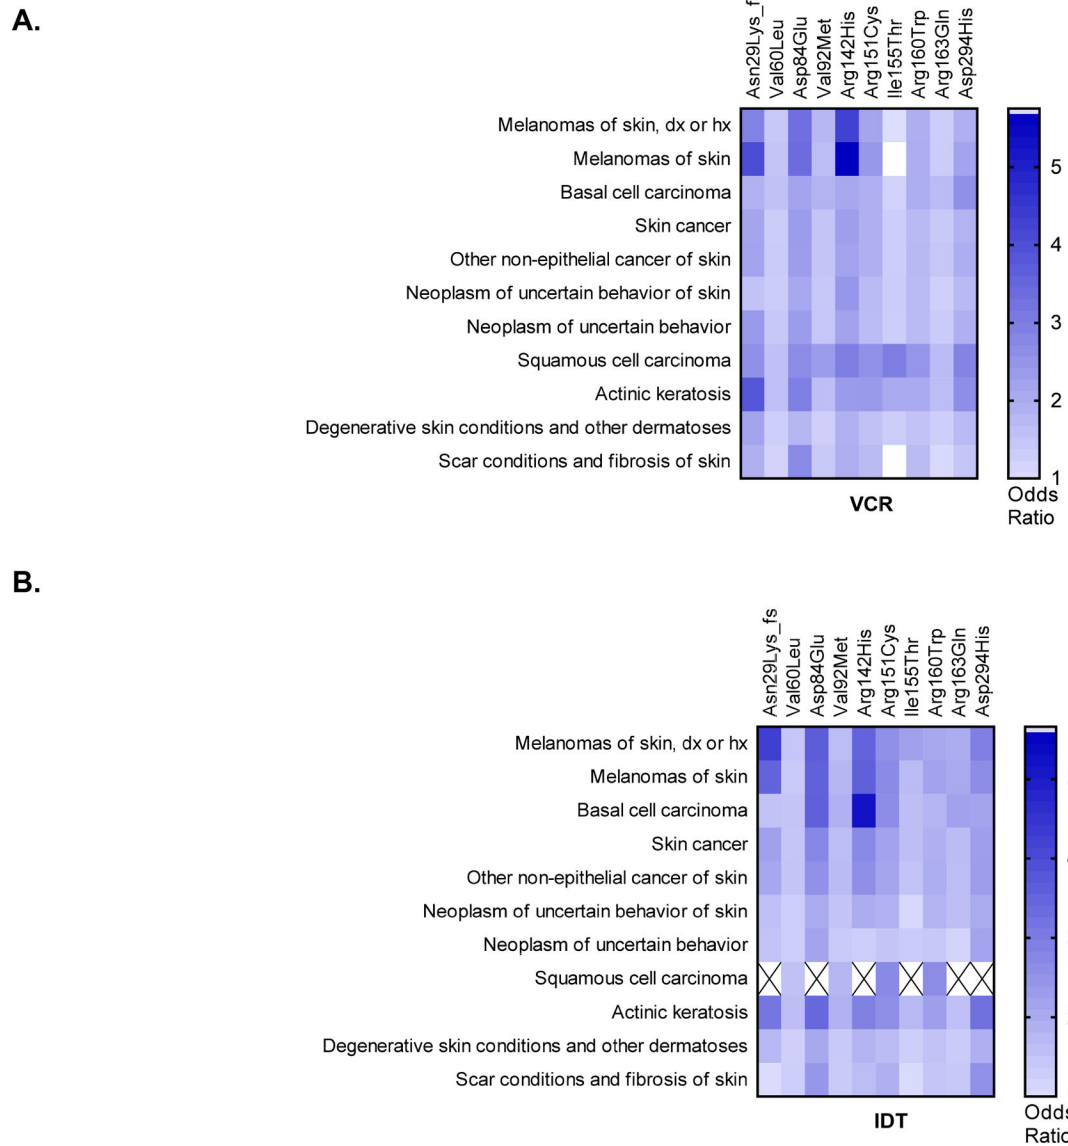 A.
Asn29Lys_f
Val60Leu
Asp84Glu
Val92Met
Arg142His
Arg151Cys
Ile155Thr
Arg160Trp
Arg163Gln
Asp294His
Melanomas of skin, dx or hx
Melanomas of skin
Basal cell carcinoma
Skin cancer
Other non-epithelial cancer of skin
Neoplasm of uncertain behavior of skin
Neoplasm of uncertain behavior
Squamous cell carcinoma
Actinic keratosis
Degenerative skin conditions and other dermatoses
Scar conditions and fibrosis of skin
5
4
3
2
1
Odds
Ratio
VCR
B.
Asn29Lys_fs
Val60Leu
Asp84Glu
Val92Met
Arg142His
Arg151Cys
Ile155Thr
Arg160Trp
Arg163Gln
Asp294His
Melanomas of skin, dx or hx
Melanomas of skin
Basal cell carcinoma
Skin cancer
Other non-epithelial cancer of skin
Neoplasm of uncertain behavior of skin
Neoplasm of uncertain behavior
Squamous cell carcinoma
Actinic keratosis
Degenerative skin conditions and other dermatoses
Scar conditions and fibrosis of skin
Odds
Ratio
IDT